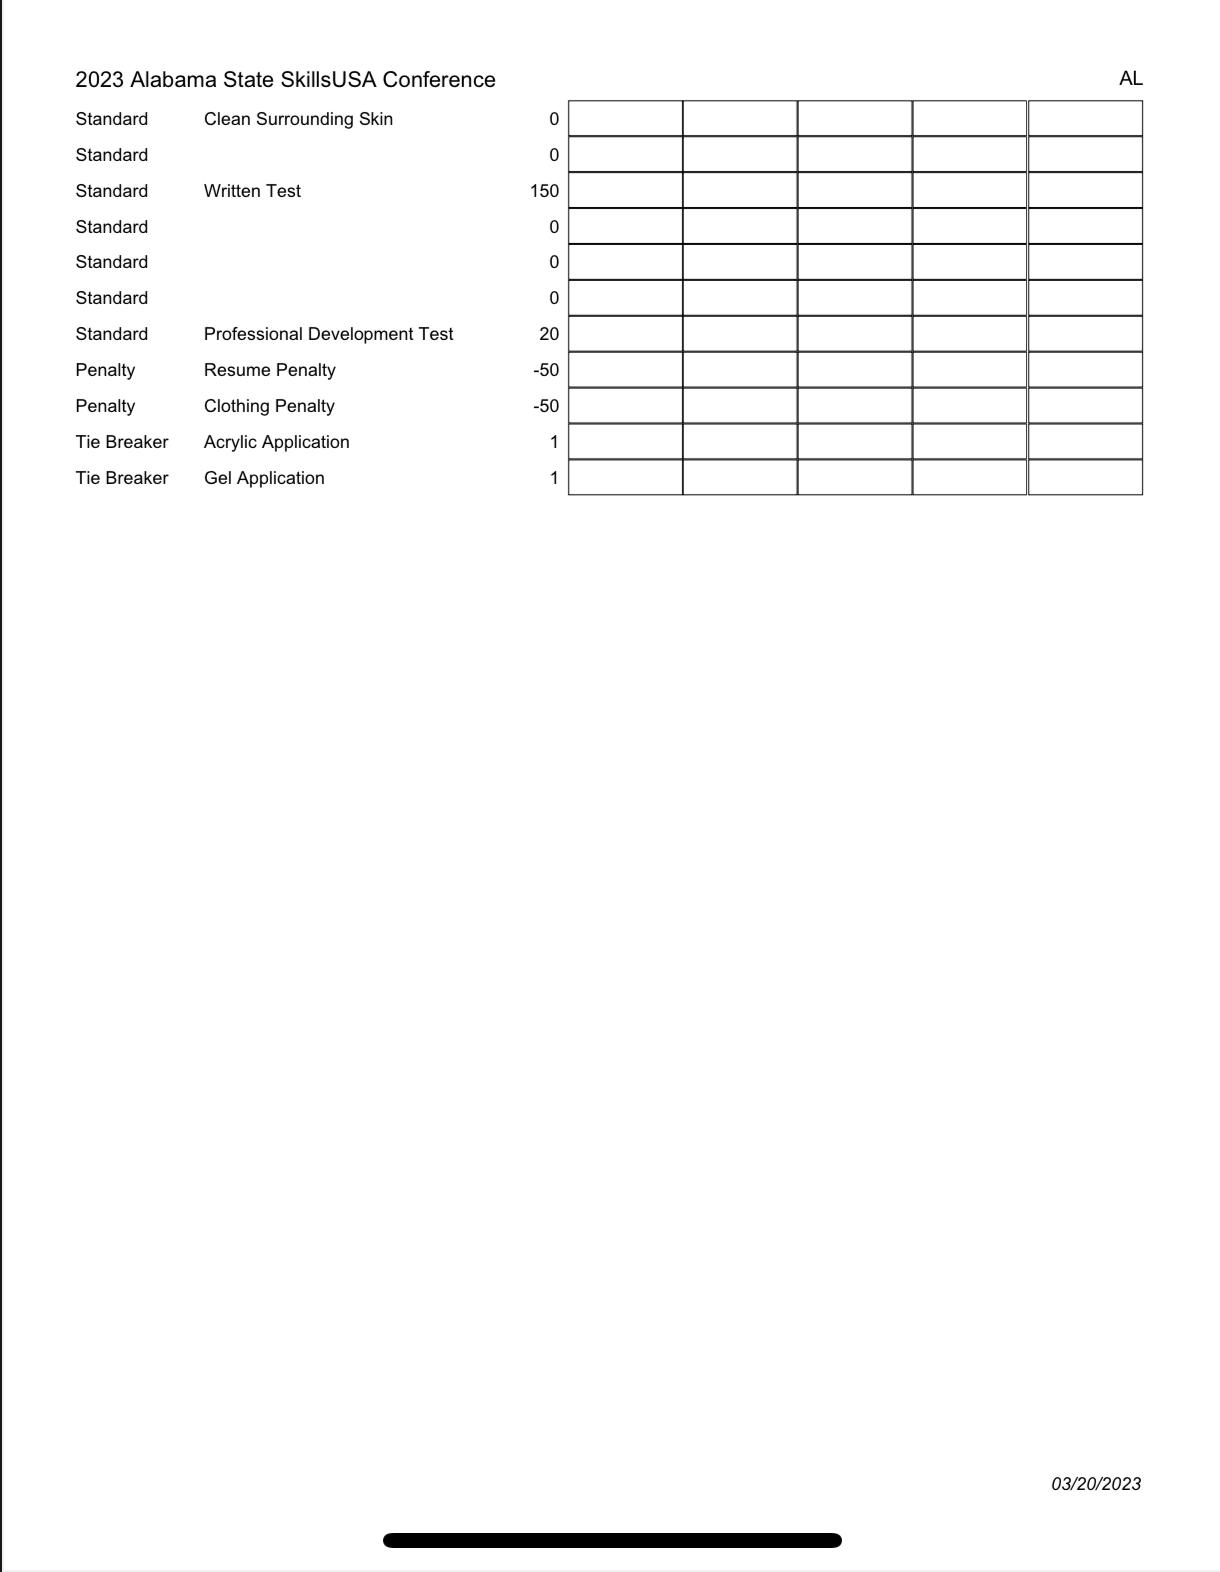 2023 Alabama State SkillsUSA Conference AL
Standard Clean Surrounding Skin 0
Standard 0
Standard Written Test 150
Standard 0
Standard 0
Standard 0
Standard Professional Development Test 20
Penalty Resume Penalty -50
Penalty Clothing Penalty -50
Tie Breaker Acrylic Application 1
Tie Breaker Gel Application 1
03/20/2023